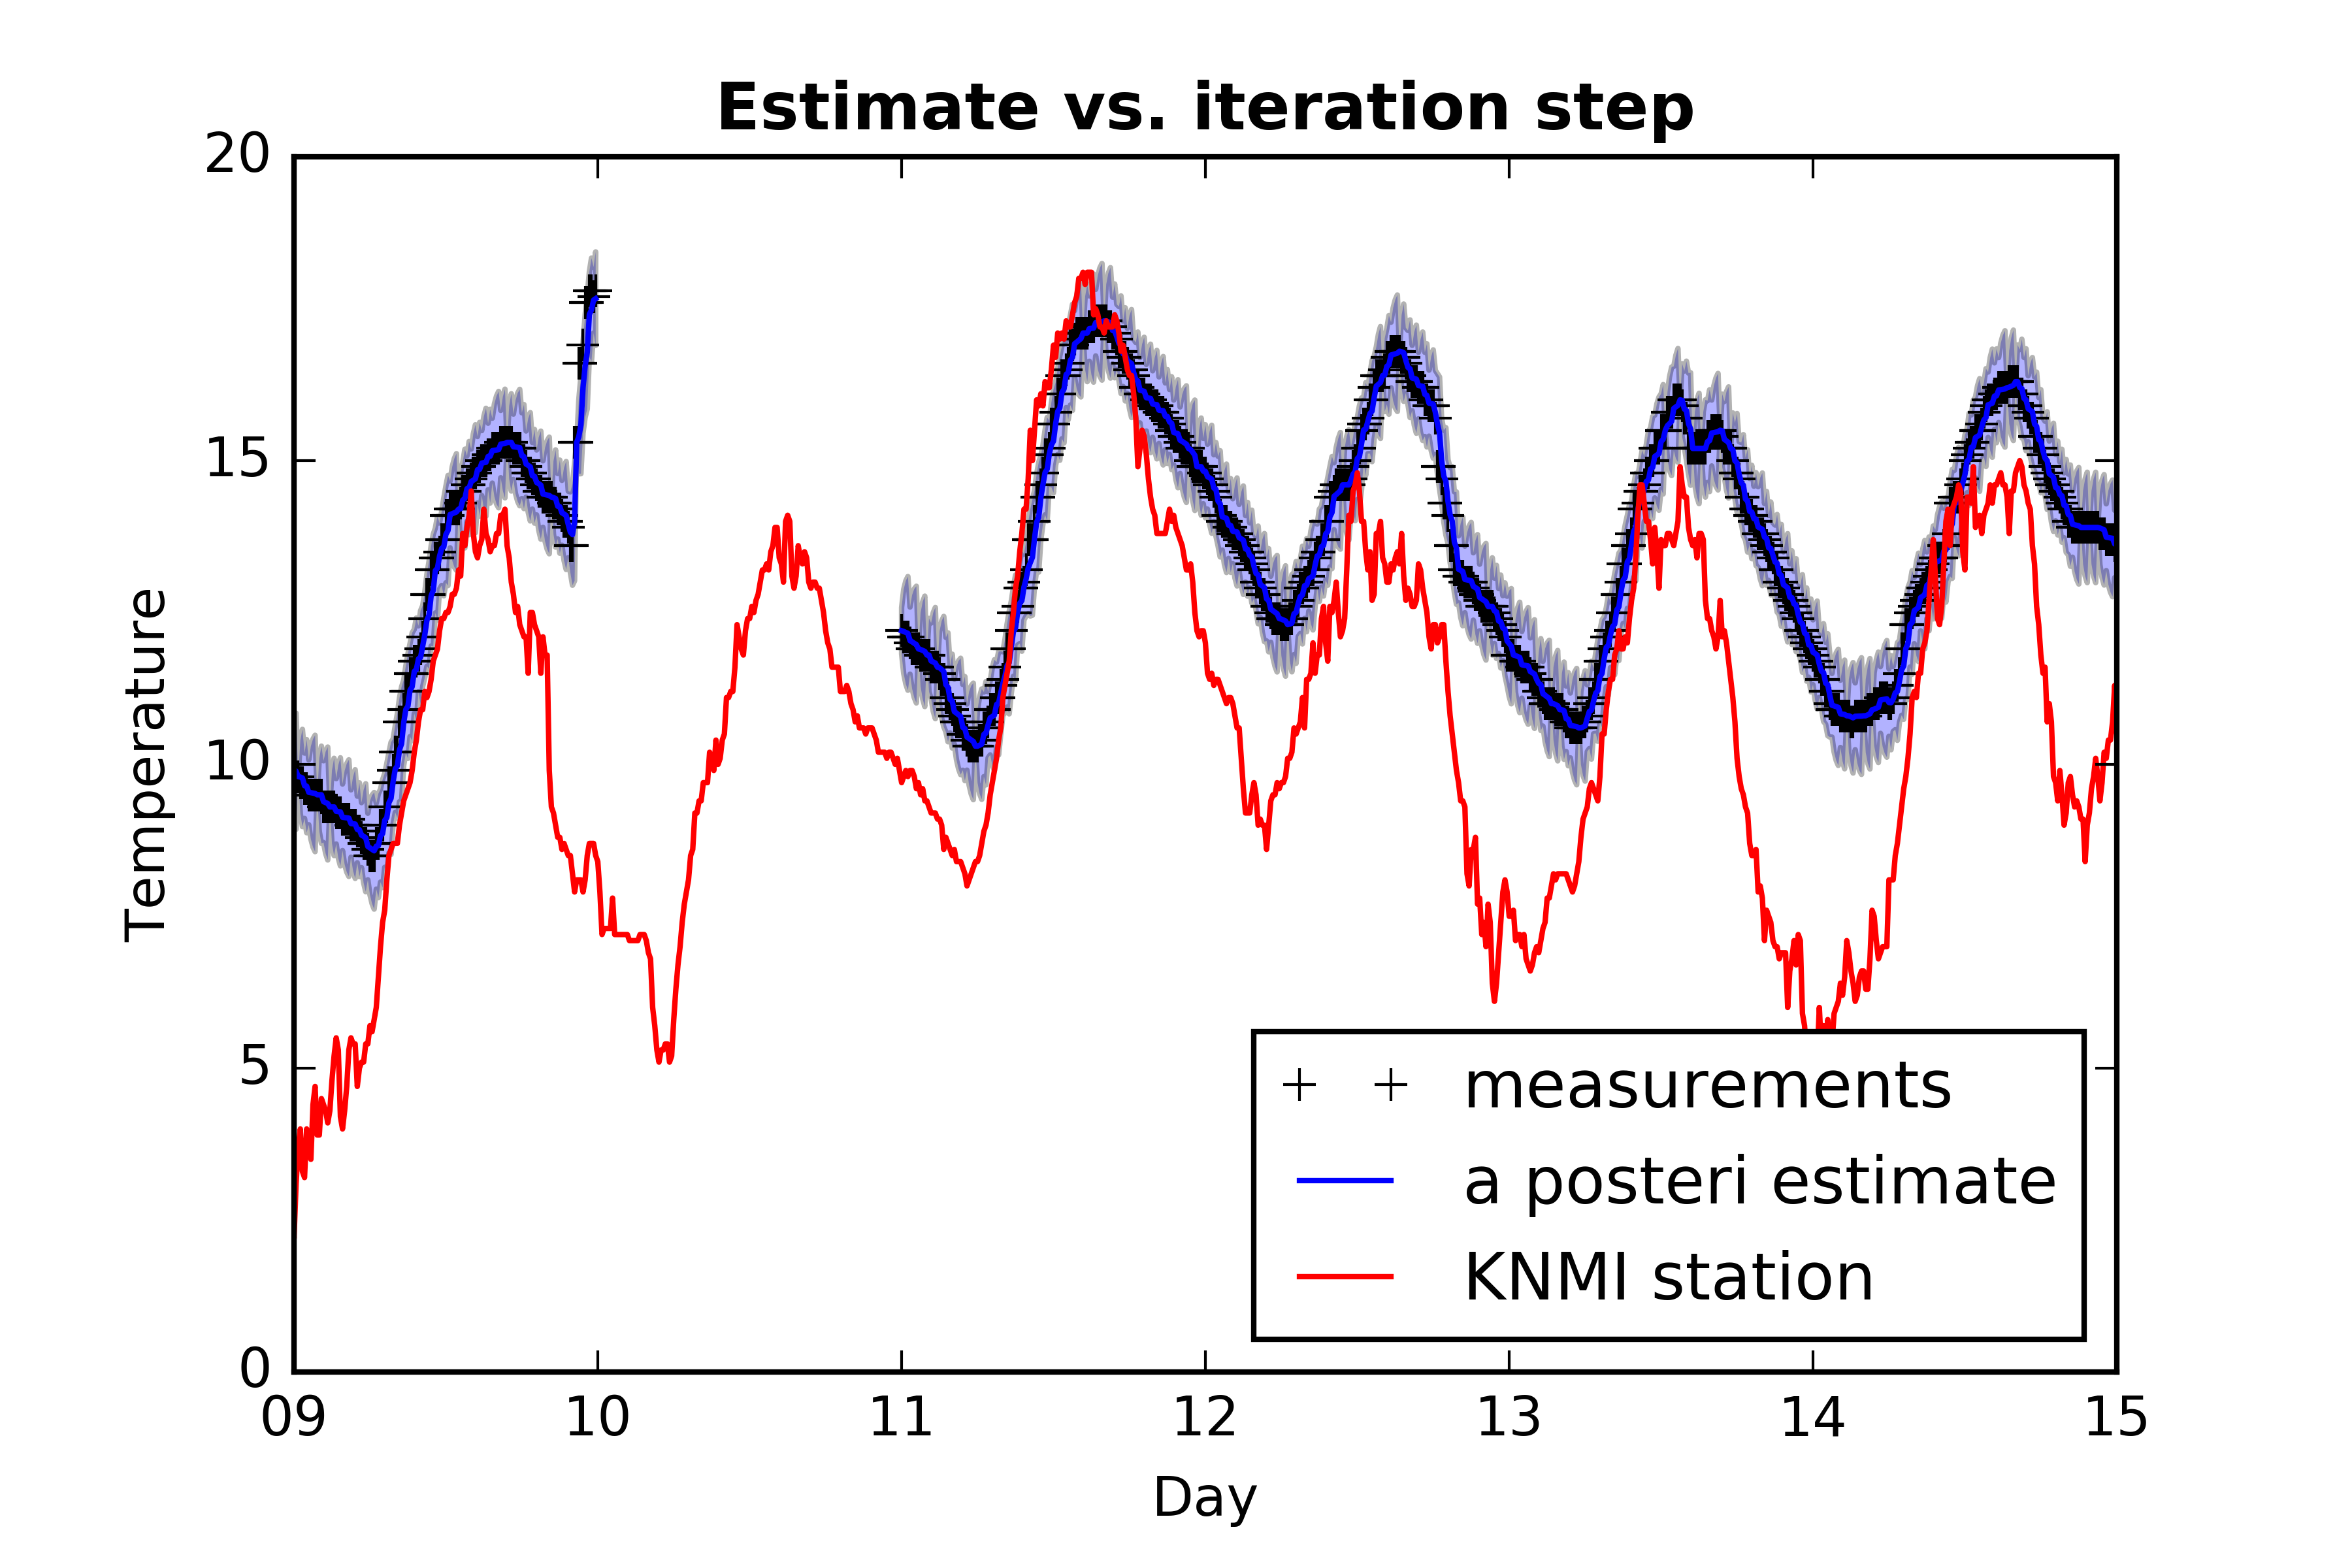 Estimate vs. iteration step
20
15
10
5
0
Temperature
09 10 11 12 13 14 15
Day
measurements
a posteri estimate
KNMI station